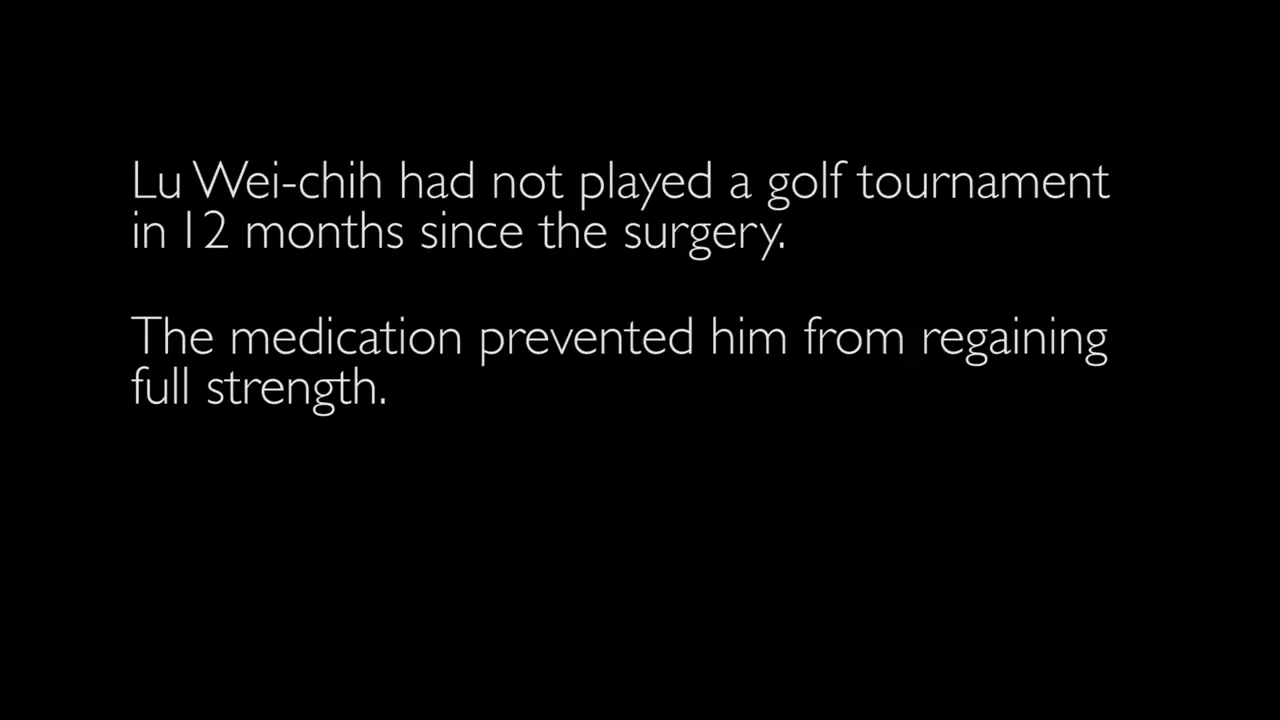 Lu Wei-chih had not played a golf tournament
in 12 months since the surgery.
The medication prevented him from regaining
full strength.